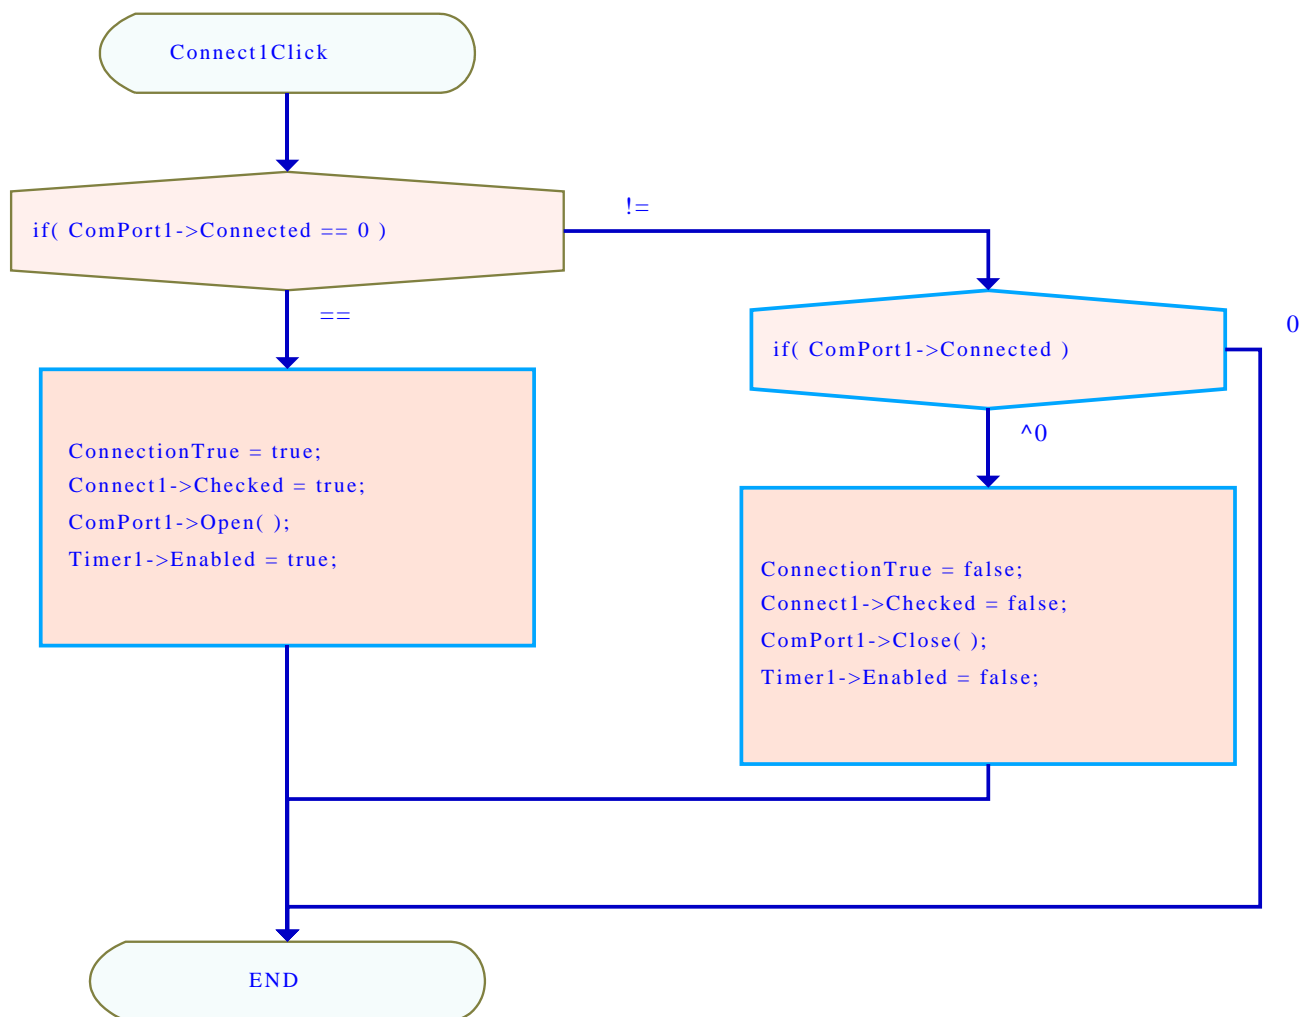 Connect1Click
if( ComPort1->Connected == 0 )
!=
==
if( ComPort1->Connected )
0
^0
ConnectionTrue = true;
Connect1->Checked = true;
ComPort1->Open( );
Timer1->Enabled = true;
ConnectionTrue = false;
Connect1->Checked = false;
ComPort1->Close( );
Timer1->Enabled = false;
END